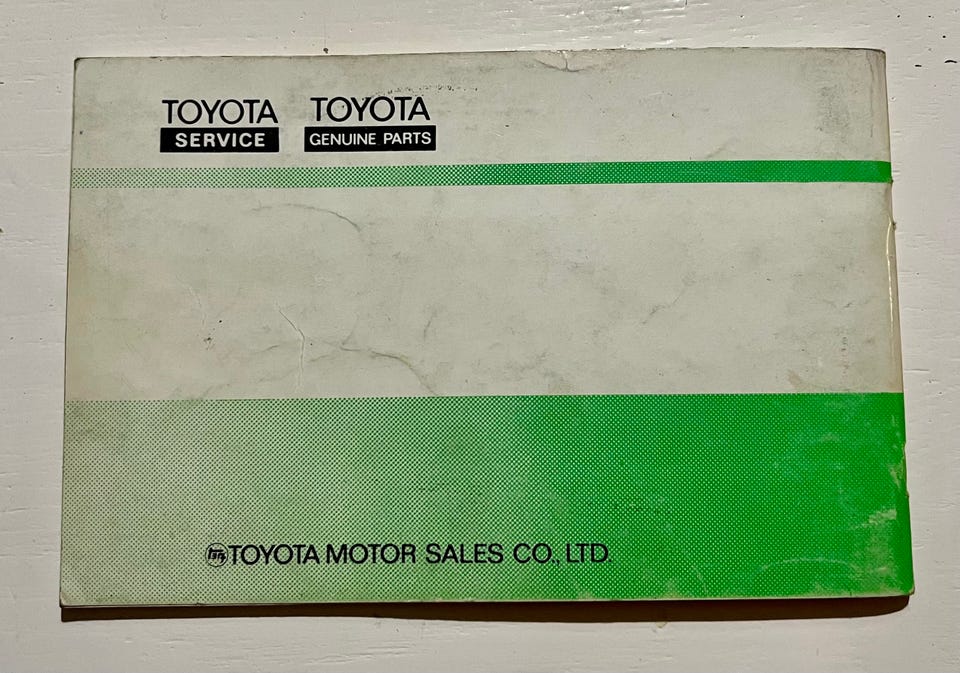 TOYOTA TOYOTA
SERVICE GENUINE PARTS
TOYOTA MOTOR SALES CO., LTD.